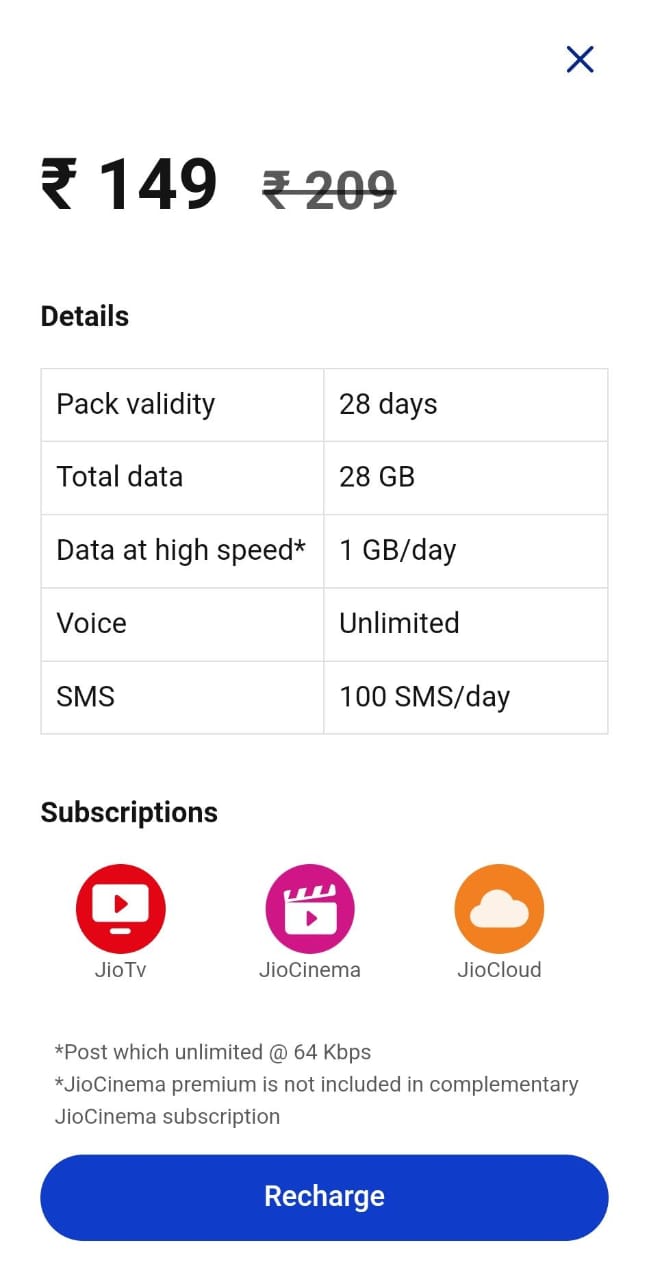 ₹ 149 ₹ 209
Details
Pack validity 28 days
Total data 28 GB
Data at high speed* 1 GB/day
Voice Unlimited
SMS 100 SMS/day
Subscriptions
JioTv JioCinema JioCloud
*Post which unlimited @ 64 Kbps
*JioCinema premium is not included in complementary
JioCinema subscription
Recharge